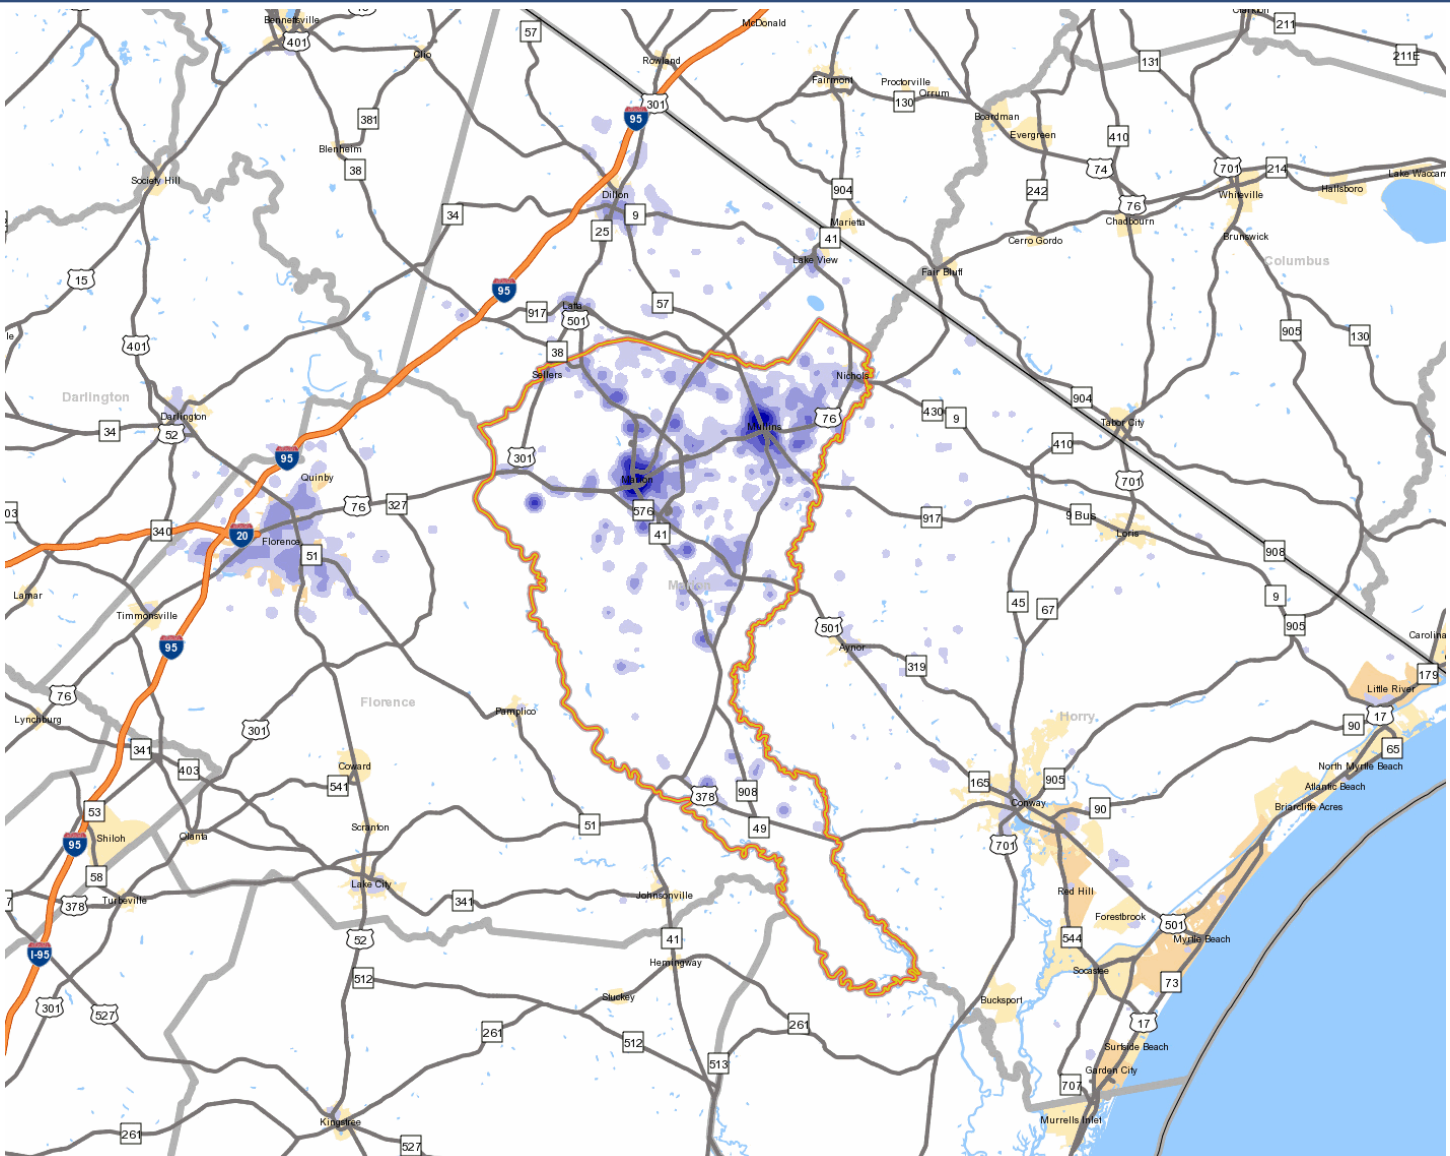 Bennettsville
401
Clio
57
McDonald
Rowland
301
95
Fairmont
Proctorville
Orrum
130
211
211E
131
Boardman
Evergreen
410
74
701
214
Hallsboro
Lake Waccam
242
76
Whiteville
Chadbourn
Cerro Gordo
Brunswick
Columbus
381
Blenheim
38
Society Hill
34
Dillon
9
25
904
Marietta
41
Lake View
Fair Bluff
15
95
917
Latta
501
57
401
38
Sellers
Nichols
905
130
Darlington
Darlington
34
52
76
430
9
904
Tabor City
410
Mullins
95
Quinby
301
Marion
701
03
76
327
576
917
9 Bus
Loris
340
20
Florence
51
41
908
Lamar
Timmonsville
Marion
45
67
9
905
95
501
Aynor
319
Carolina
179
Little River
76
Lynchburg
Florence
Pamplico
Horry
17
90
301
341
403
65
North Myrtle Beach
Coward
541
378
908
165
905
Atlantic Beach
Conway
90
Briarcliffe Acres
53
Shiloh
Olanta
Scranton
51
49
701
95
58
Lake City
Johnsonville
Red Hill
7
378
Turbeville
341
Forestbrook
501
Myrtle Beach
I-95
52
41
Hemingway
544
Socastee
512
73
301
527
Stuckey
Bucksport
17
261
512
261
Surfside Beach
513
Garden City
707
Murrells Inlet
Kingstree
261
527